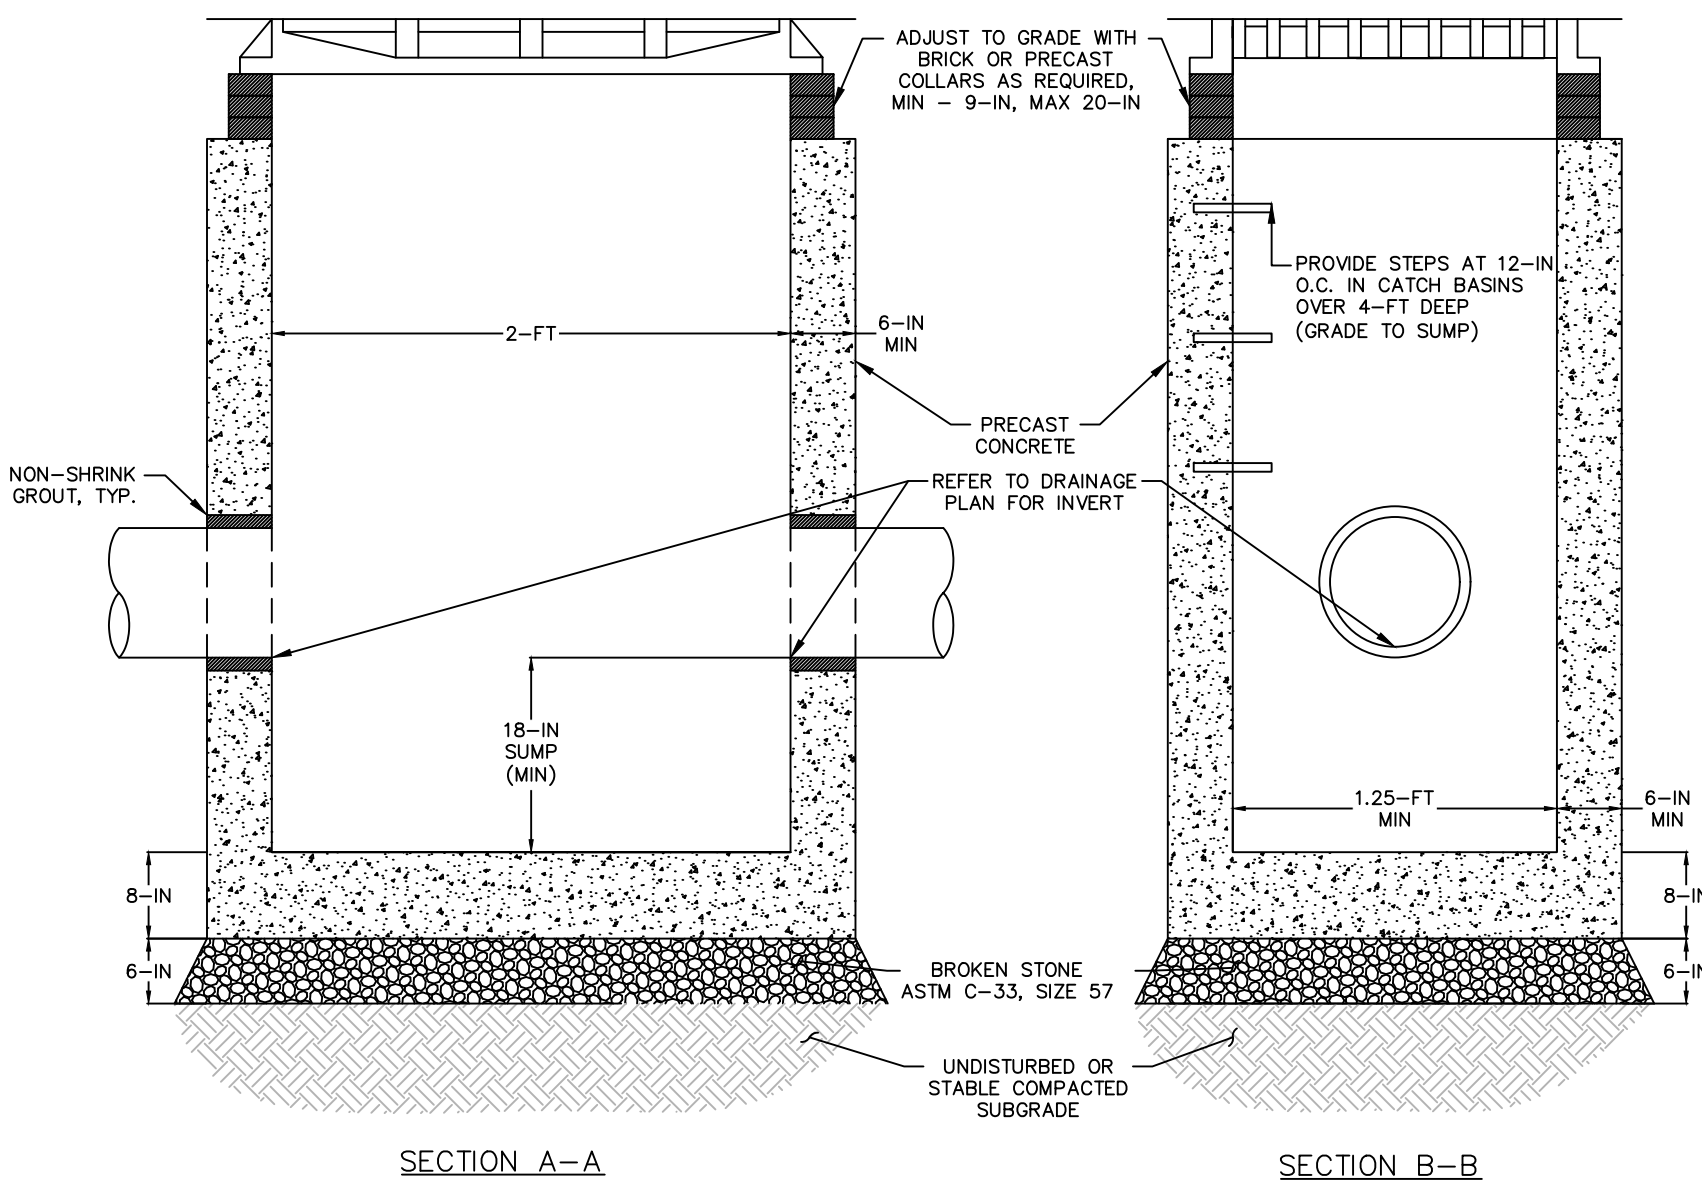 ADJUST TO GRADE WITH
BRICK OR PRECAST
COLLARS AS REQUIRED,
MIN - 9-IN, MAX 20-IN
PROVIDE STEPS AT 12-IN
O.C. IN CATCH BASINS
OVER 4-FT DEEP
(GRADE TO SUMP)
2-FT
6-IN
MIN
PRECAST
CONCRETE
NON-SHRINK
GROUT, TYP.
REFER TO DRAINAGE
PLAN FOR INVERT
18-IN
SUMP
(MIN)
1.25-FT
MIN
6-IN
MIN
8-IN
8-IN
6-IN
BROKEN STONE
ASTM C-33, SIZE 57
6-IN
UNDISTURBED OR
STABLE COMPACTED
SUBGRADE
SECTION A-A
SECTION B-B